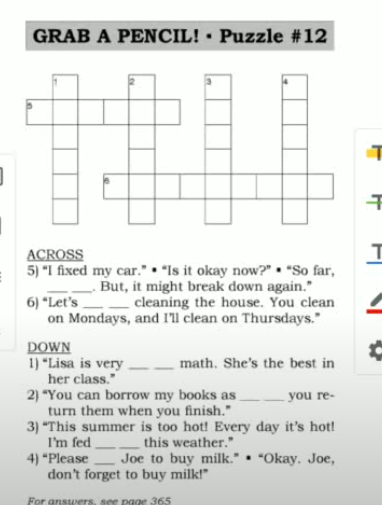 GRAB A PENCIL! • Puzzle #12
1
2
3
4
5
6
ACROSS
5) “I fixed my car.” • “Is it okay now?” • “So far,
___ ___. But, it might break down again.”
6) “Let’s ___ ___ cleaning the house. You clean
on Mondays, and I’ll clean on Thursdays.”
DOWN
1) “Lisa is very ___ ___ math. She’s the best in
her class.”
2) “You can borrow my books as ___ ___ you re-
turn them when you finish.”
3) “This summer is too hot! Every day it’s hot!
I’m fed ___ ___ this weather.”
4) “Please ___ Joe to buy milk.” • “Okay. Joe,
don’t forget to buy milk!”
For answers, see page 365